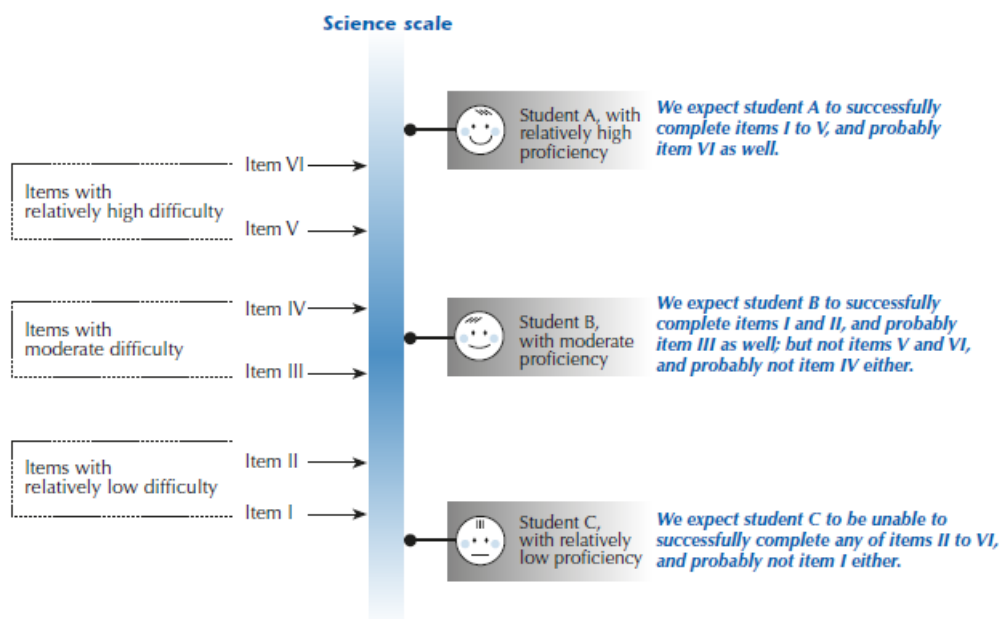 Science scale
Student A, with
relatively high
proficiency
We expect student A to successfully
complete items I to V, and probably
item VI as well.
Item VI
Items with
relatively high difficulty
Item V
Item IV
Items with
moderate difficulty
Item III
Student B,
with moderate
proficiency
We expect student B to successfully
complete items I and II, and probably
item III as well; but not items V and VI,
and probably not item IV either.
Item II
Items with
relatively low difficulty
Item I
Student C,
with relatively
low proficiency
We expect student C to be unable to
successfully complete any of items II to VI,
and probably not item I either.